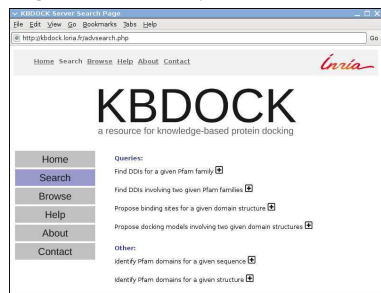 KBDOCK Server Search Page
File Edit View Go Bookmarks Tabs Help
http://kbdock.loria.fr/advsearch.php Go
Home Search Browse Help About Contact
Inria
KBDOCK
a resource for knowledge-based protein docking
Home
Search
Browse
Help
About
Contact
Queries:
Find DDIs for a given Pfam family
Find DDIs involving two given Pfam families
Propose binding sites for a given domain structure
Propose docking models involving two given domain structures
Other:
Identify Pfam domains for a given sequence
Identify Pfam domains for a given structure